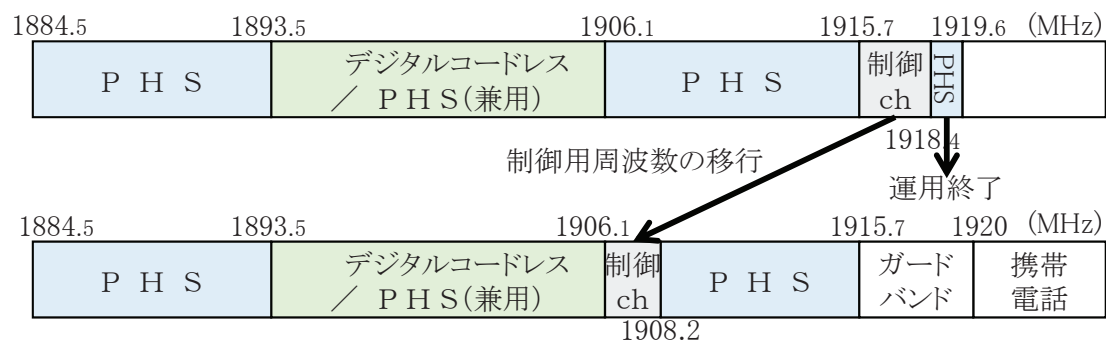 1884.5 1893.5 1906.1 1915.7 1919.6 (MHz)
PHS
デジタルコードレス
/ PHS(兼用)
PHS
制御
ch
PHS
1918.4
制御用周波数の移行
運用終了
1884.5 1893.5 1906.1 1915.7 1920 (MHz)
PHS
デジタルコードレス
/ PHS(兼用)
制御
ch
PHS
ガード
バンド
携帯
電話
1908.2